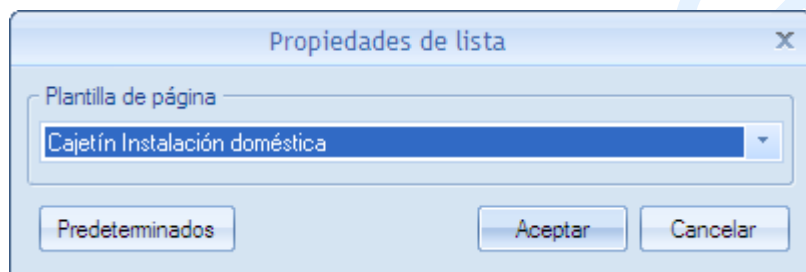 Propiedades de lista
Plantilla de página
Cajetín Instalación doméstica
Predeterminados Aceptar Cancelar